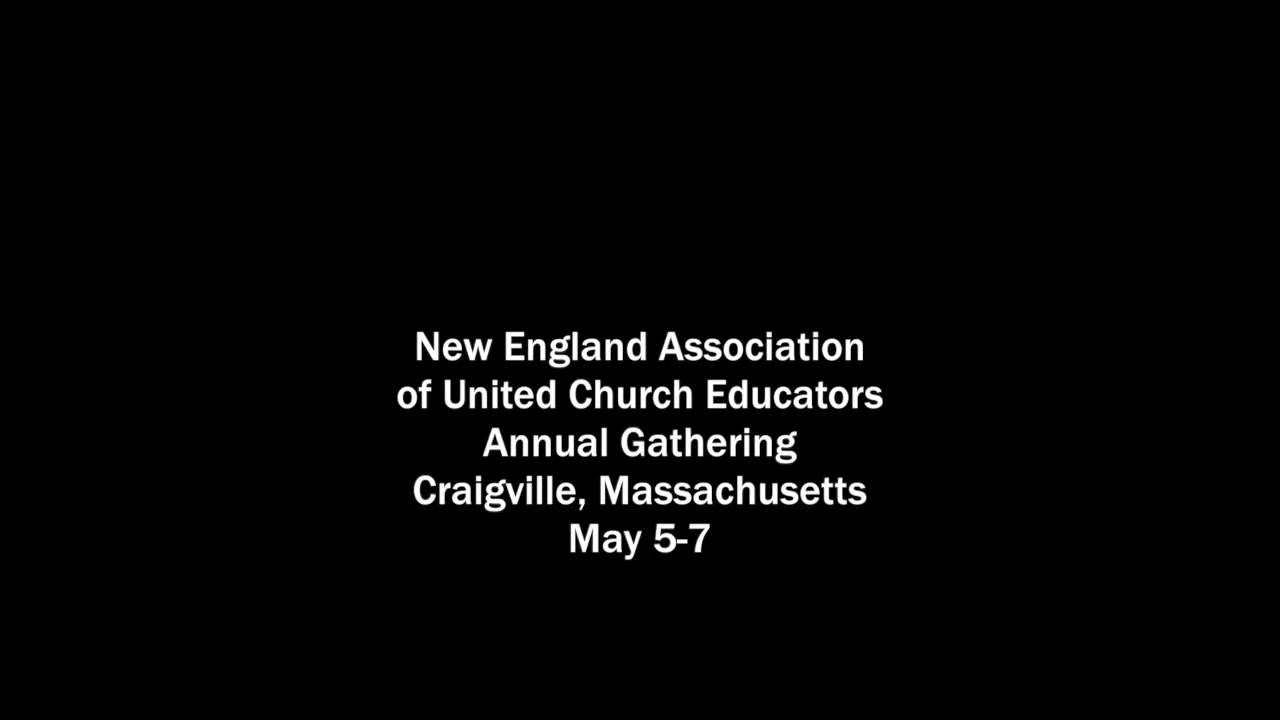 New England Association
of United Church Educators
Annual Gathering
Craigville, Massachusetts
May 5-7